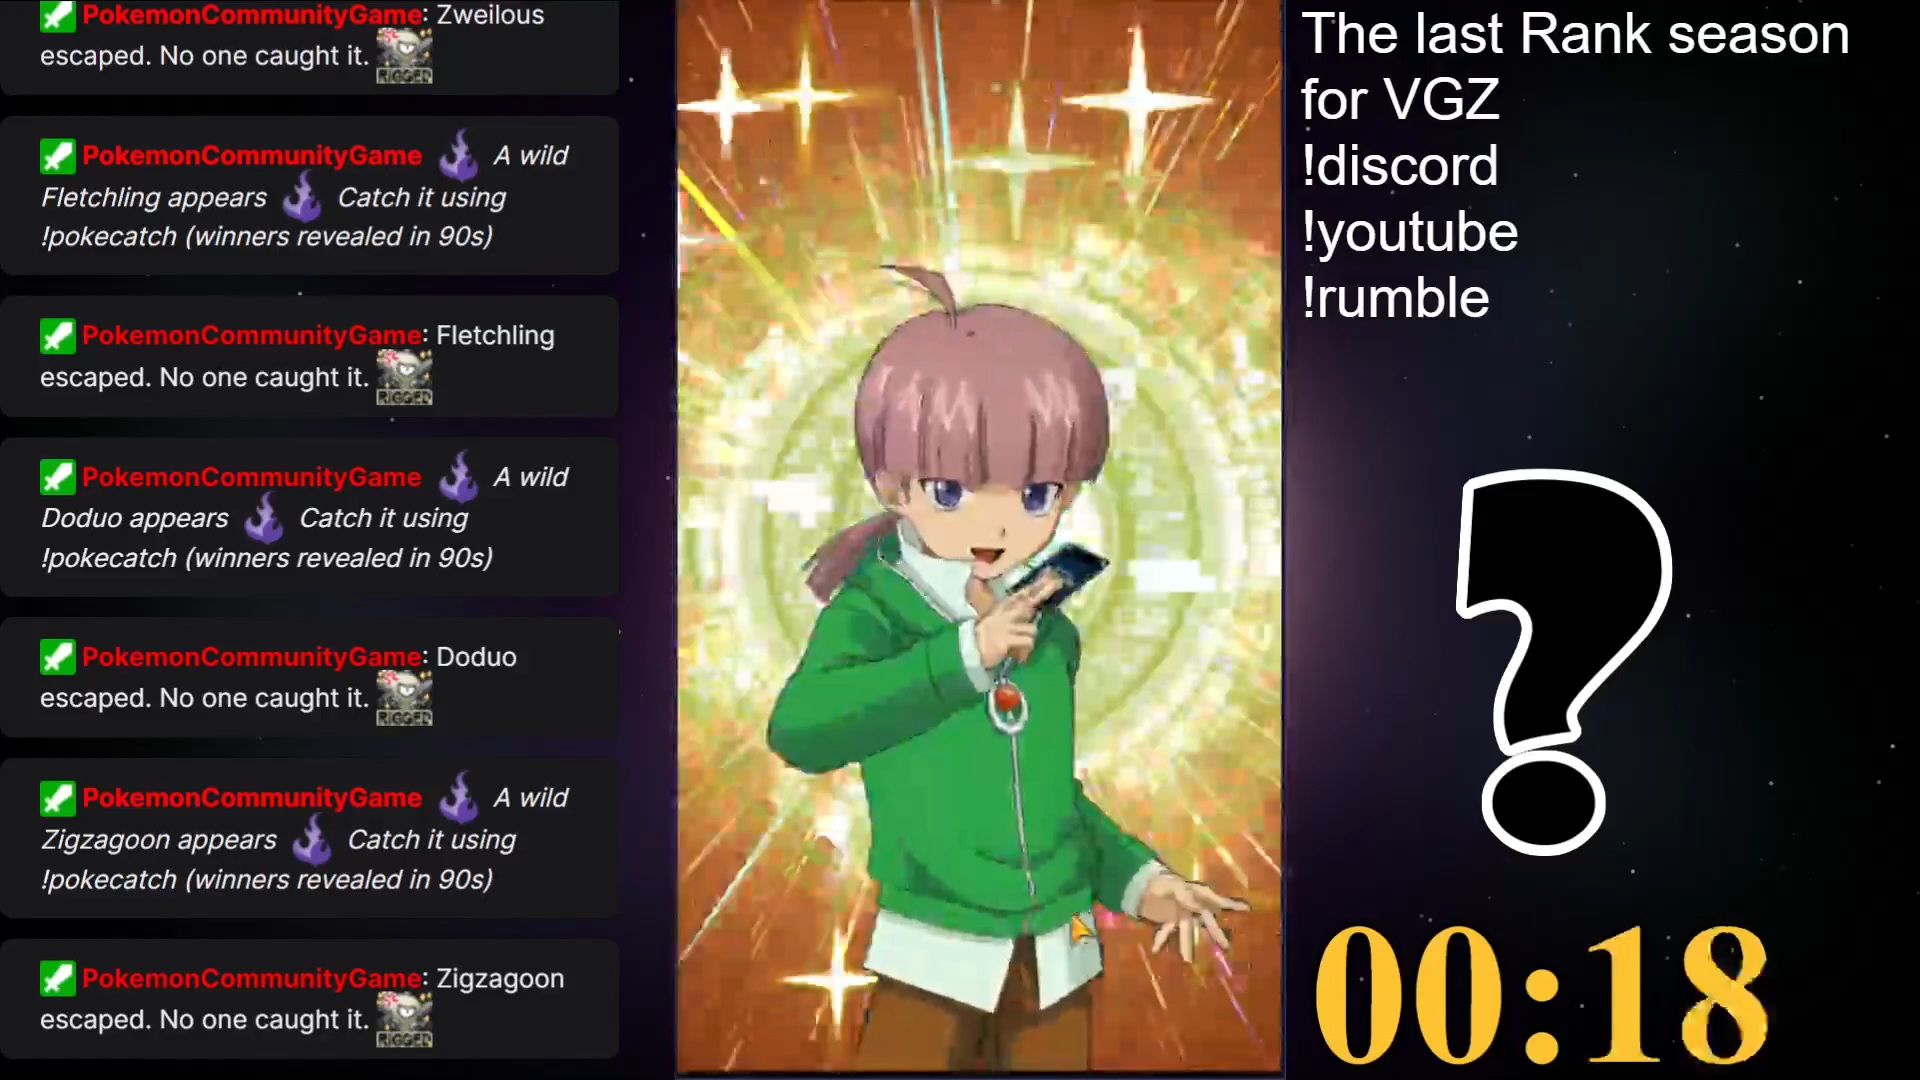 PokemonCommunityGame: Zweilous
escaped. No one caught it. RIGGED
PokemonCommunityGame A wild
Fletchling appears Catch it using
!pokecatch (winners revealed in 90s)
PokemonCommunityGame: Fletchling
escaped. No one caught it. RIGGED
PokemonCommunityGame A wild
Doduo appears Catch it using
!pokecatch (winners revealed in 90s)
PokemonCommunityGame: Doduo
escaped. No one caught it. RIGGED
PokemonCommunityGame A wild
Zigzagoon appears Catch it using
!pokecatch (winners revealed in 90s)
PokemonCommunityGame: Zigzagoon
escaped. No one caught it. RIGGED
The last Rank season
for VGZ
!discord
!youtube
!rumble
?
00:18